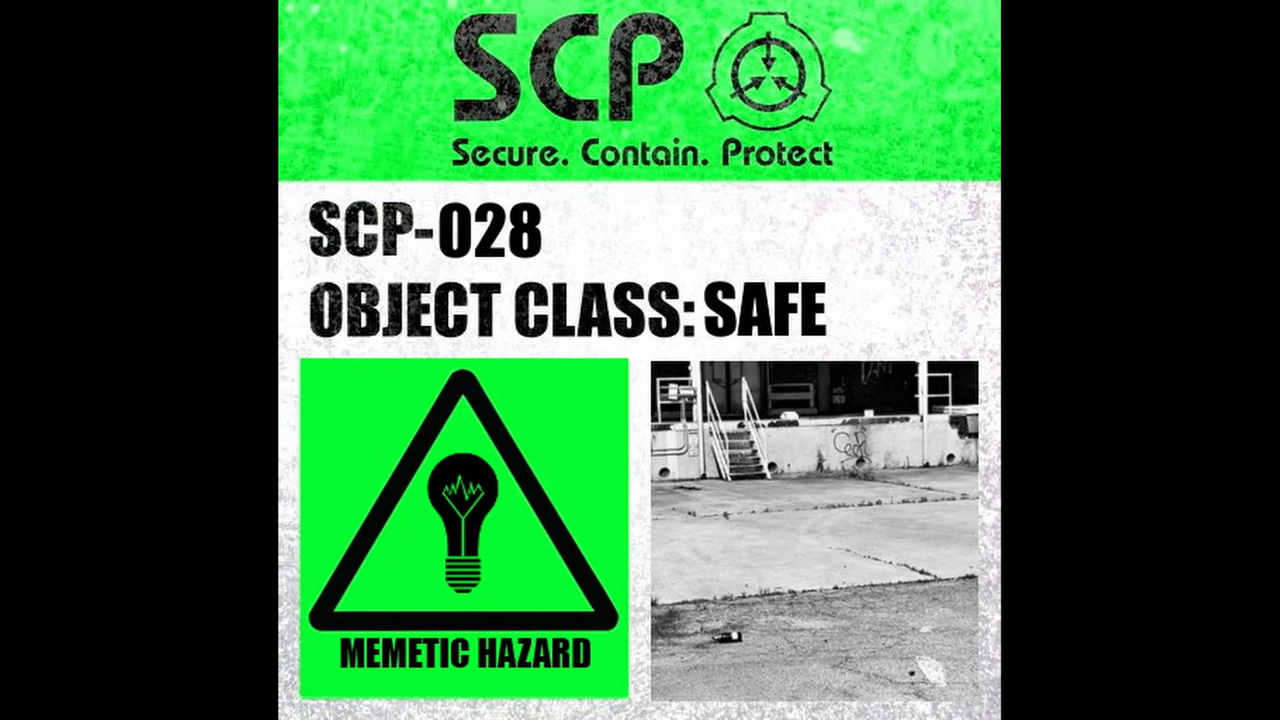 SCP
Secure. Contain. Protect
SCP-028
OBJECT CLASS: SAFE
MEMETIC HAZARD